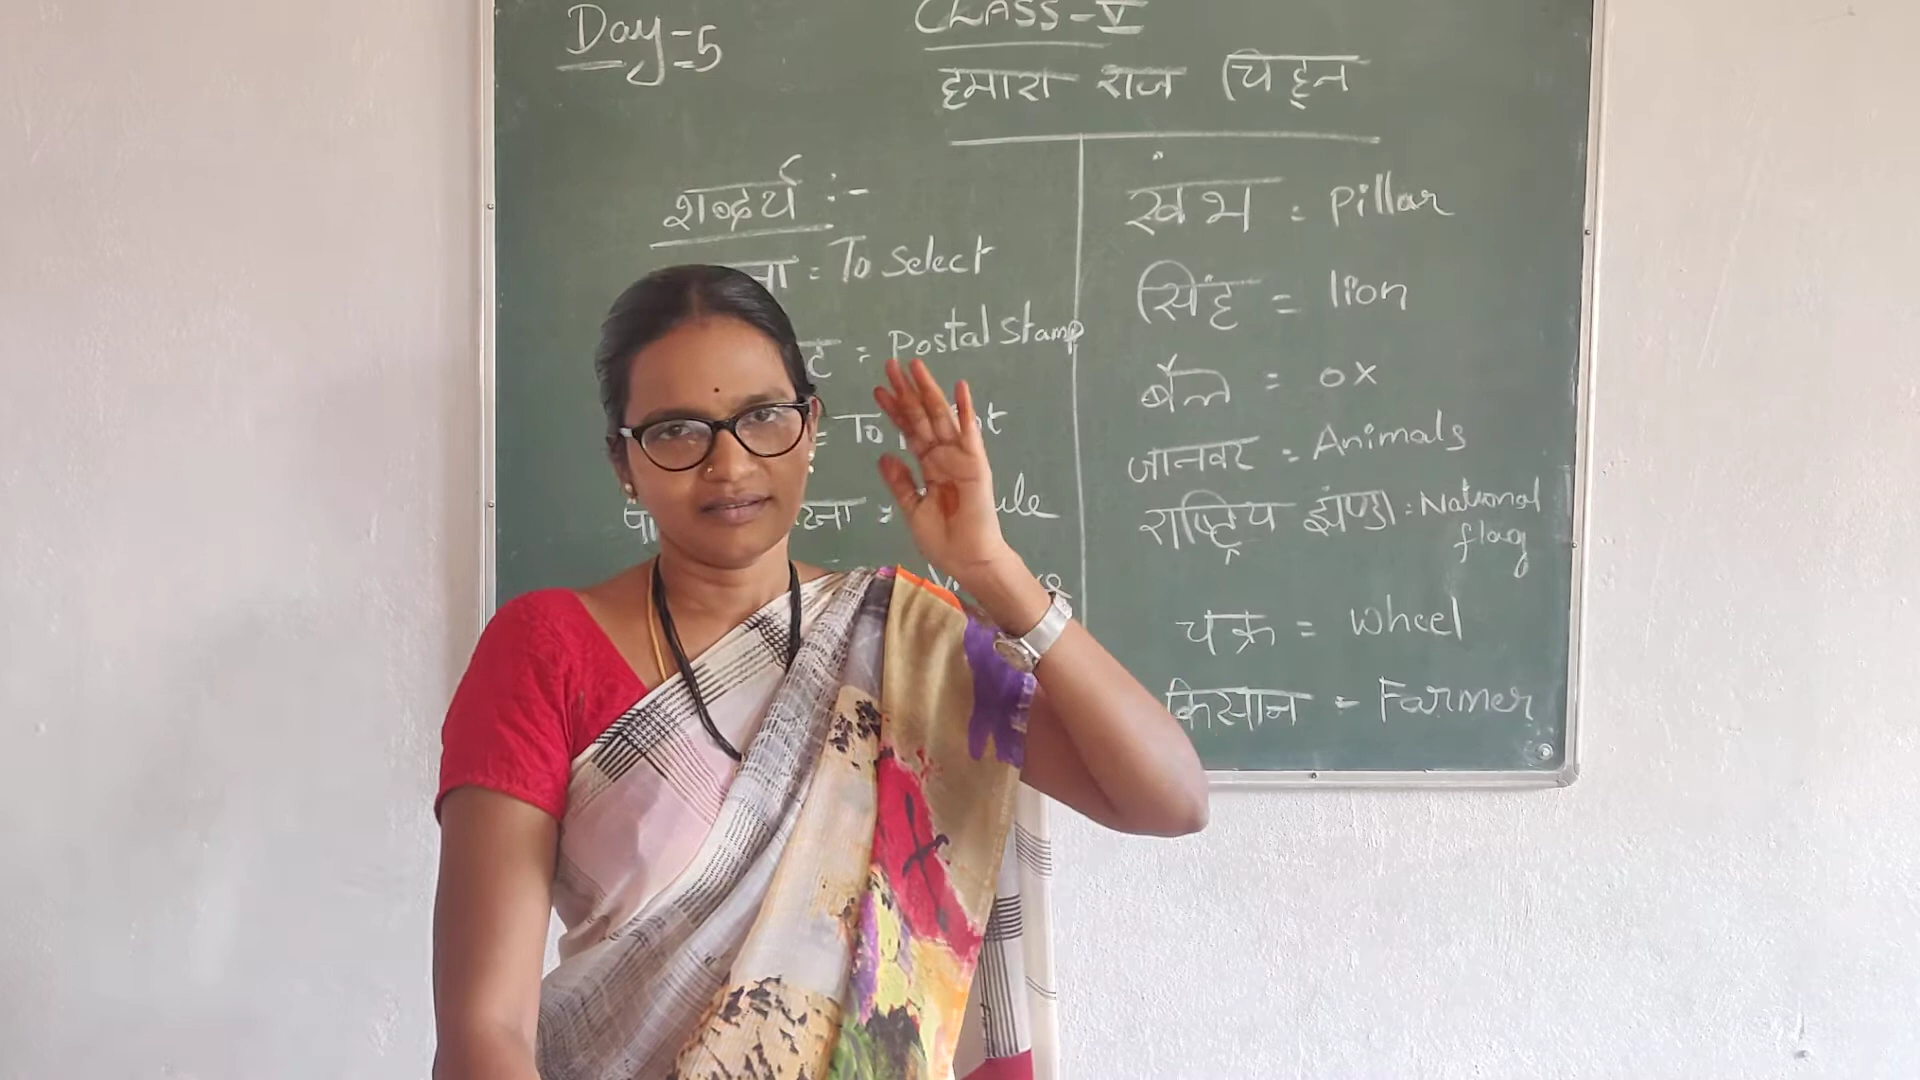 Day-5
CLASS-V
हमारा राज चिह्न
शब्दर्थ :-
= To Select
= Postal Stamp
= To
खंभ = Pillar
सिंह = lion
बैल = ox
जानवर = Animals
राष्ट्रिय झण्डा = National
flag
चक्र = Wheel
किसान = Farmer